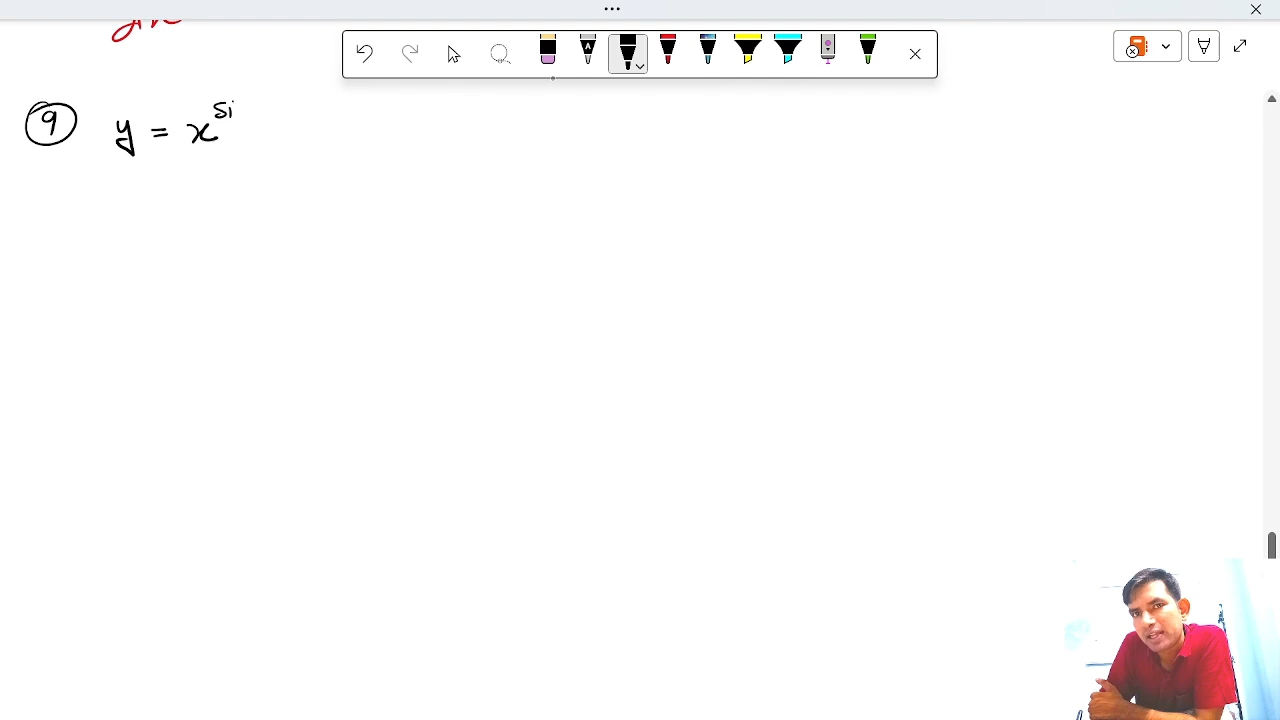 ⑨ y = x^si